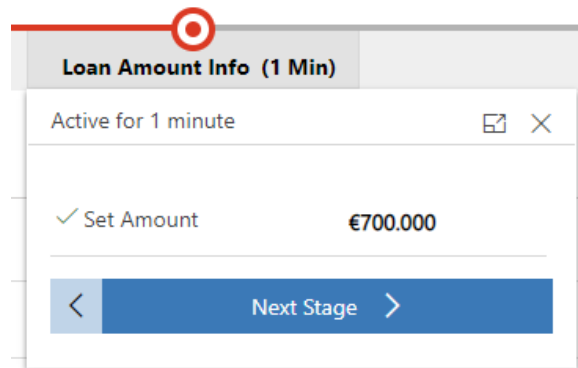 Loan Amount Info (1 Min)
Active for 1 minute
Set Amount €700.000
Next Stage